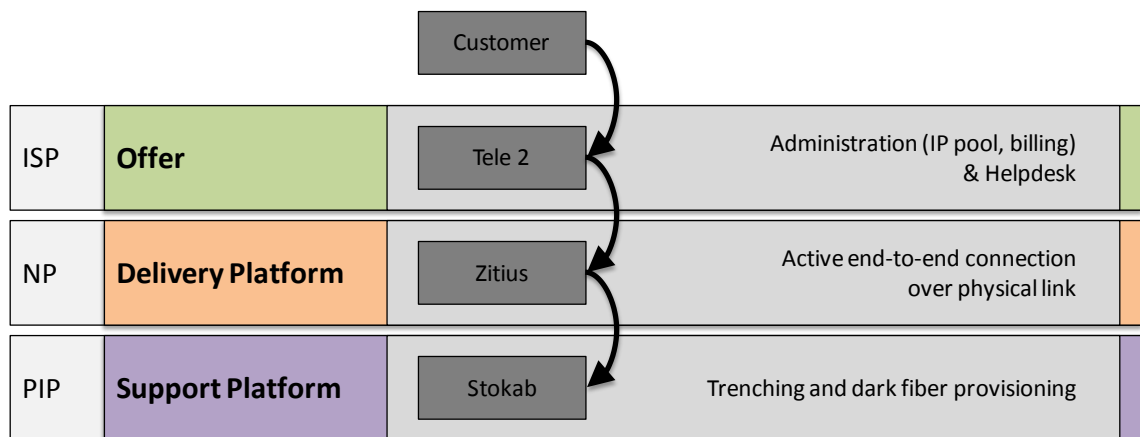 Customer
ISP
Offer
Tele 2
Administration (IP pool, billing)
& Helpdesk
NP
Delivery Platform
Zitius
Active end-to-end connection
over physical link
PIP
Support Platform
Stokab
Trenching and dark fiber provisioning